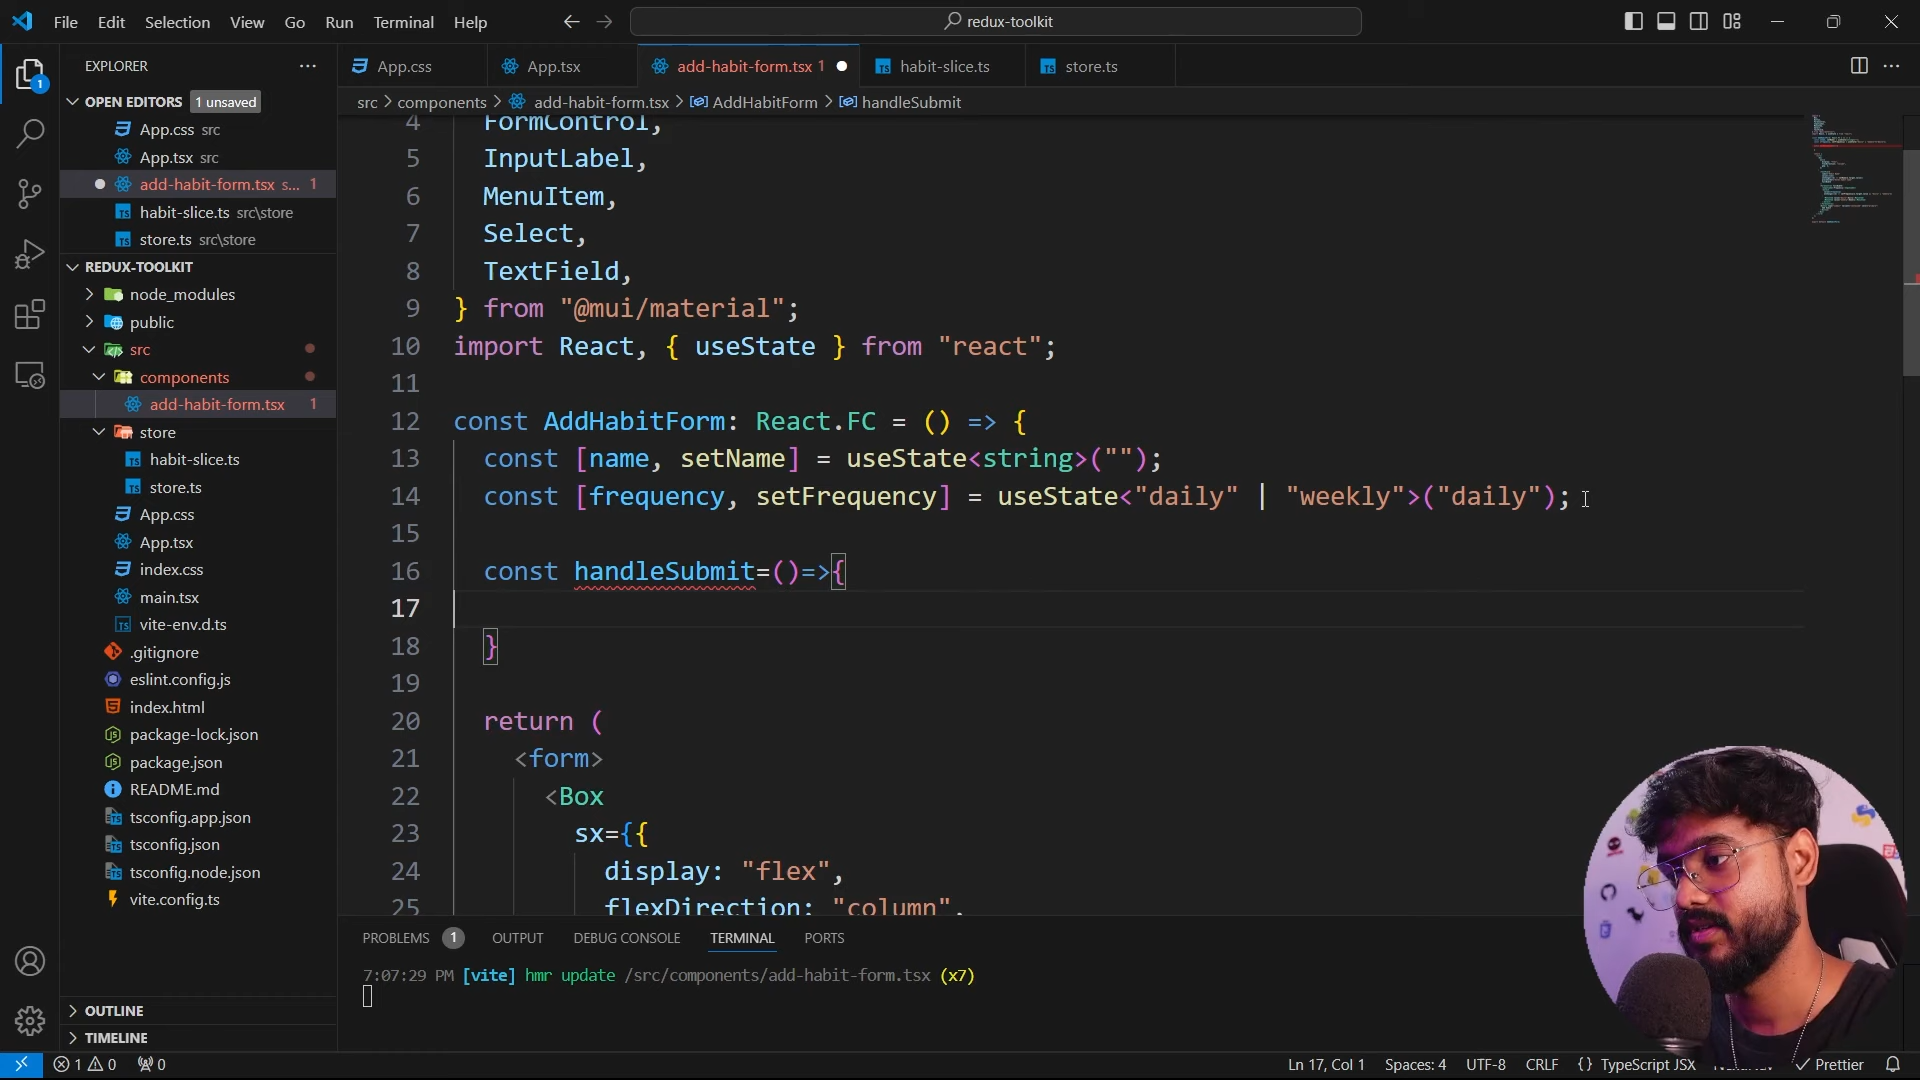 File Edit Selection View Go Run Terminal Help
redux-toolkit
EXPLORER
OPEN EDITORS 1 unsaved
App.css src
App.tsx src
add-habit-form.tsx s... 1
habit-slice.ts src\store
store.ts src\store
REDUX-TOOLKIT
node_modules
public
src
components
add-habit-form.tsx 1
store
habit-slice.ts
store.ts
App.css
App.tsx
index.css
main.tsx
vite-env.d.ts
.gitignore
eslint.config.js
index.html
package-lock.json
package.json
README.md
tsconfig.app.json
tsconfig.json
tsconfig.node.json
vite.config.ts
OUTLINE
TIMELINE
1
App.css
App.tsx
add-habit-form.tsx 1
habit-slice.ts
store.ts
src > components > add-habit-form.tsx > AddHabitForm > handleSubmit
4 FormControl,
5 InputLabel,
6 MenuItem,
7 Select,
8 TextField,
9 } from "@mui/material";
10 import React, { useState } from "react";
11
12 const AddHabitForm: React.FC = () => {
13 const [name, setName] = useState<string>("");
14 const [frequency, setFrequency] = useState<"daily" | "weekly">("daily");
15
16 const handleSubmit=()=>{
17
18 }
19
20 return (
21 <form>
22 <Box
23 sx={{
24 display: "flex",
25 flexDirection: "column",
PROBLEMS 1 OUTPUT DEBUG CONSOLE TERMINAL PORTS
7:07:29 PM [vite] hmr update /src/components/add-habit-form.tsx (x7)
1 0 0
Ln 17, Col 1 Spaces: 4 UTF-8 CRLF {} TypeScript JSX Prettier